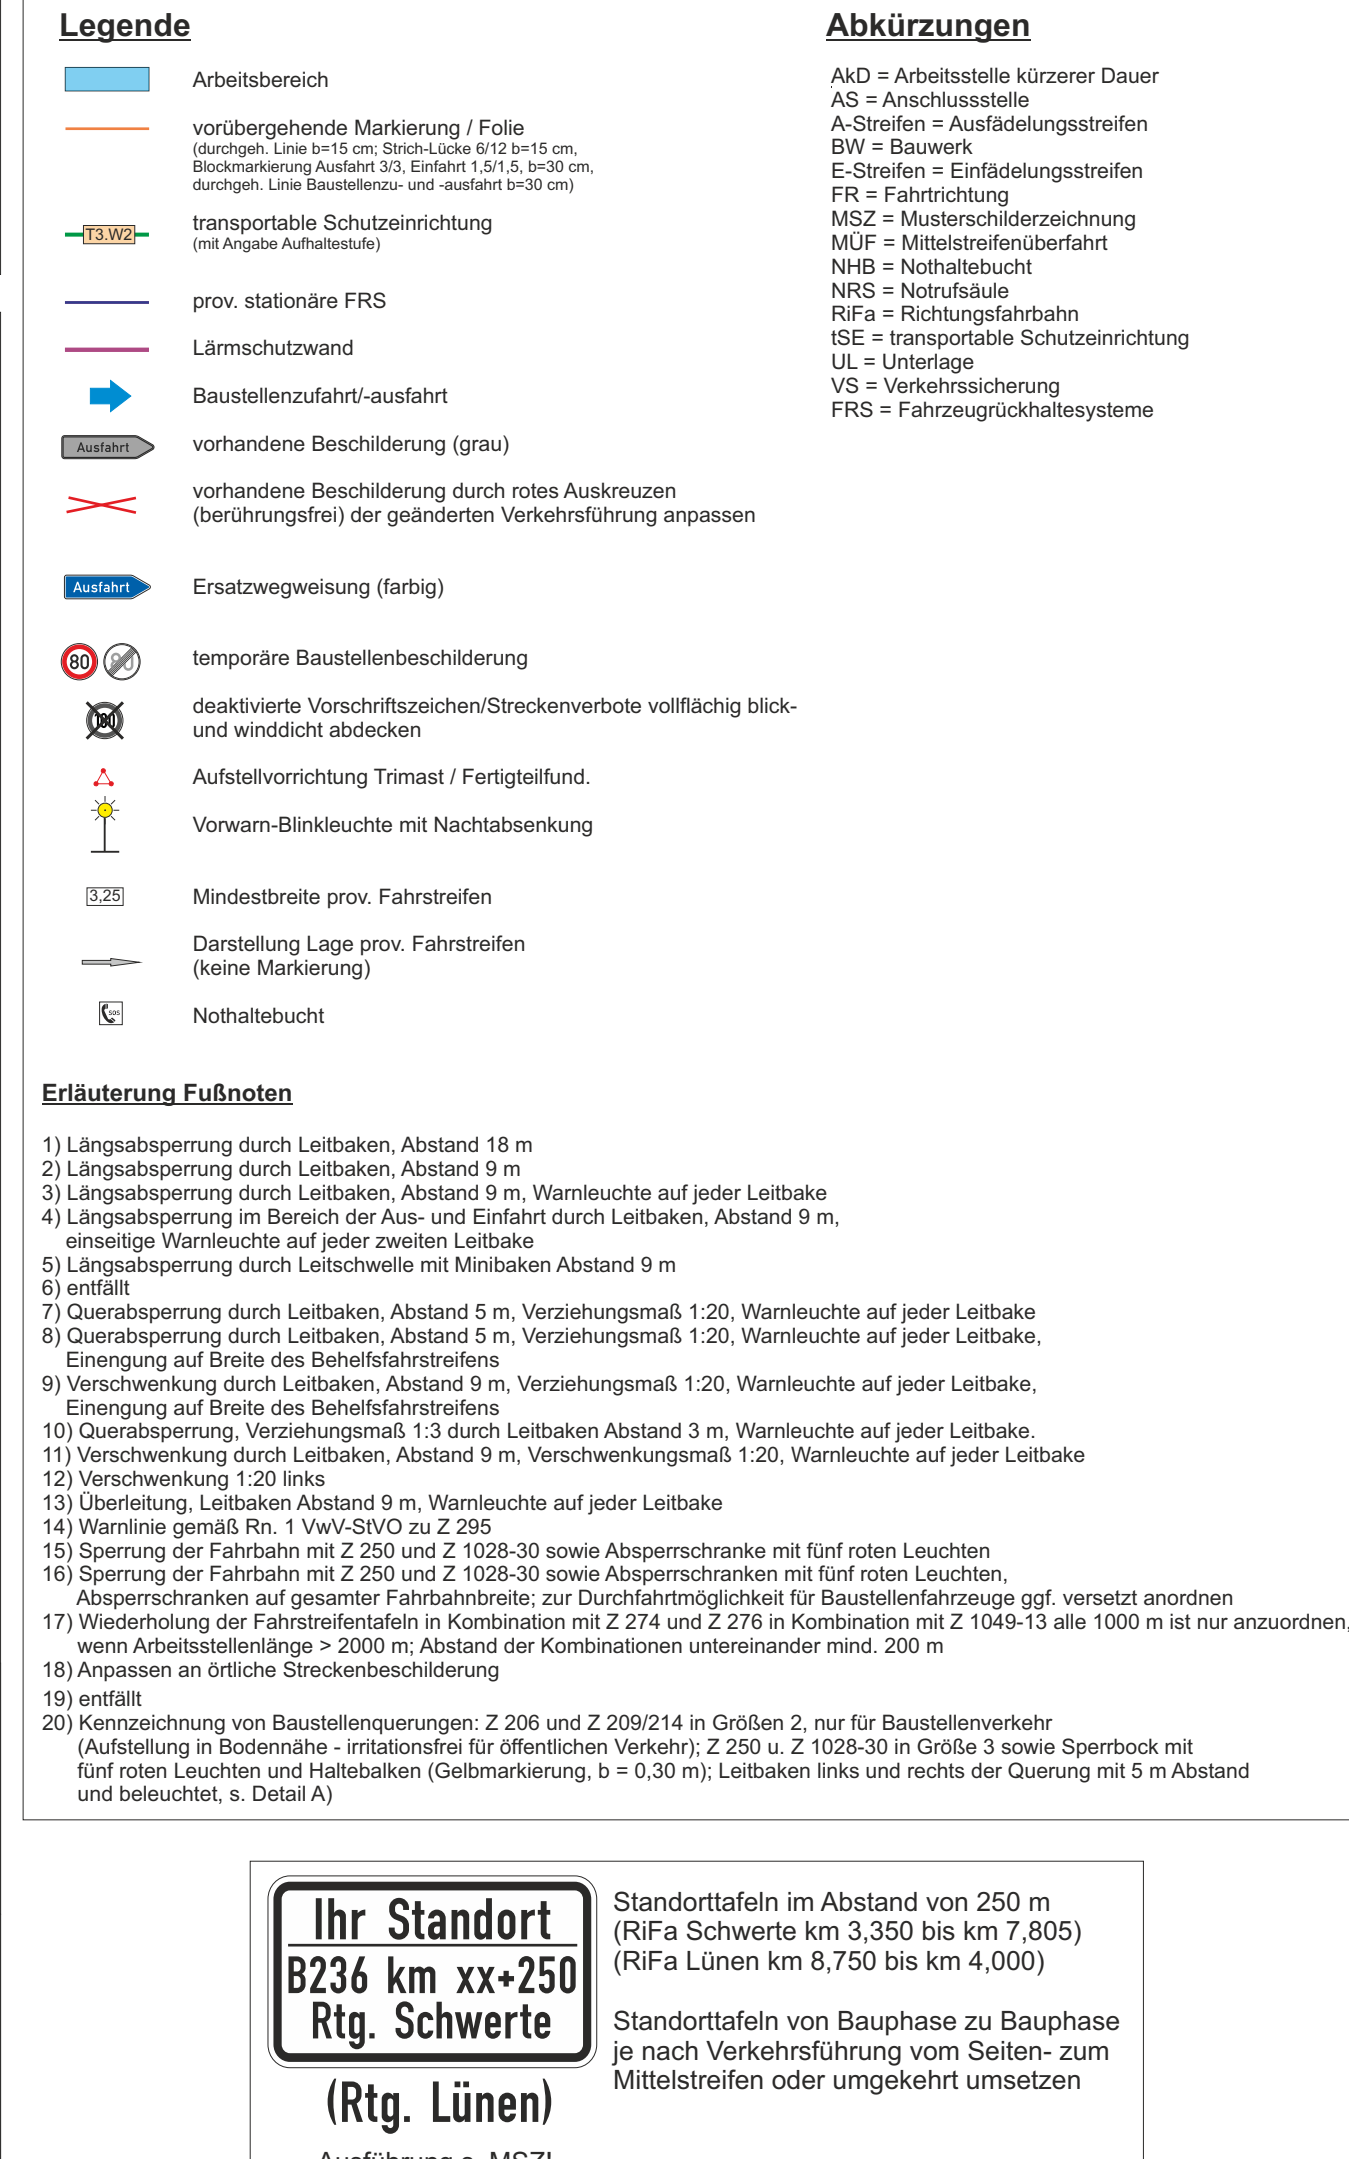 Legende
Arbeitsbereich
vorübergehende Markierung / Folie
(durchgeh. Linie b=15 cm; Strich-Lücke 6/12 b=15 cm,
Blockmarkierung Ausfahrt 3/3, Einfahrt 1,5/1,5, b=30 cm,
durchgeh. Linie Baustellenzu- und -ausfahrt b=30 cm)
T3.W2
transportable Schutzeinrichtung
(mit Angabe Aufhaltestufe)
prov. stationäre FRS
Lärmschutzwand
Baustellenzufahrt/-ausfahrt
Ausfahrt
vorhandene Beschilderung (grau)
vorhandene Beschilderung durch rotes Auskreuzen
(berührungsfrei) der geänderten Verkehrsführung anpassen
Ausfahrt
Ersatzwegweisung (farbig)
80 80
temporäre Baustellenbeschilderung
deaktivierte Vorschriftszeichen/Streckenverbote vollflächig blick-
und winddicht abdecken
Aufstellvorrichtung Trimast / Fertigteilfund.
Vorwarn-Blinkleuchte mit Nachtabsenkung
3,25
Mindestbreite prov. Fahrstreifen
Darstellung Lage prov. Fahrstreifen
(keine Markierung)
SOS
Nothaltebucht
Abkürzungen
AkD = Arbeitsstelle kürzerer Dauer
AS = Anschlussstelle
A-Streifen = Ausfädelungsstreifen
BW = Bauwerk
E-Streifen = Einfädelungsstreifen
FR = Fahrtrichtung
MSZ = Musterschilderzeichnung
MÜF = Mittelstreifenüberfahrt
NHB = Nothaltebucht
NRS = Notrufsäule
RiFa = Richtungsfahrbahn
tSE = transportable Schutzeinrichtung
UL = Unterlage
VS = Verkehrssicherung
FRS = Fahrzeugrückhaltesysteme
Erläuterung Fußnoten
1) Längsabsperrung durch Leitbaken, Abstand 18 m
2) Längsabsperrung durch Leitbaken, Abstand 9 m
3) Längsabsperrung durch Leitbaken, Abstand 9 m, Warnleuchte auf jeder Leitbake
4) Längsabsperrung im Bereich der Aus- und Einfahrt durch Leitbaken, Abstand 9 m,
einseitige Warnleuchte auf jeder zweiten Leitbake
5) Längsabsperrung durch Leitschwelle mit Minibaken Abstand 9 m
6) entfällt
7) Querabsperrung durch Leitbaken, Abstand 5 m, Verziehungsmaß 1:20, Warnleuchte auf jeder Leitbake
8) Querabsperrung durch Leitbaken, Abstand 5 m, Verziehungsmaß 1:20, Warnleuchte auf jeder Leitbake,
Einengung auf Breite des Behelfsfahrstreifens
9) Verschwenkung durch Leitbaken, Abstand 9 m, Verziehungsmaß 1:20, Warnleuchte auf jeder Leitbake,
Einengung auf Breite des Behelfsfahrstreifens
10) Querabsperrung, Verziehungsmaß 1:3 durch Leitbaken Abstand 3 m, Warnleuchte auf jeder Leitbake.
11) Verschwenkung durch Leitbaken, Abstand 9 m, Verschwenkungsmaß 1:20, Warnleuchte auf jeder Leitbake
12) Verschwenkung 1:20 links
13) Überleitung, Leitbaken Abstand 9 m, Warnleuchte auf jeder Leitbake
14) Warnlinie gemäß Rn. 1 VwV-StVO zu Z 295
15) Sperrung der Fahrbahn mit Z 250 und Z 1028-30 sowie Absperrschranke mit fünf roten Leuchten
16) Sperrung der Fahrbahn mit Z 250 und Z 1028-30 sowie Absperrschranken mit fünf roten Leuchten,
Absperrschranken auf gesamter Fahrbahnbreite; zur Durchfahrtmöglichkeit für Baustellenfahrzeuge ggf. versetzt anordnen
17) Wiederholung der Fahrstreifentafeln in Kombination mit Z 274 und Z 276 in Kombination mit Z 1049-13 alle 1000 m ist nur anzuordnen,
wenn Arbeitsstellenlänge > 2000 m; Abstand der Kombinationen untereinander mind. 200 m
18) Anpassen an örtliche Streckenbeschilderung
19) entfällt
20) Kennzeichnung von Baustellenquerungen: Z 206 und Z 209/214 in Größen 2, nur für Baustellenverkehr
(Aufstellung in Bodennähe - irritationsfrei für öffentlichen Verkehr); Z 250 u. Z 1028-30 in Größe 3 sowie Sperrbock mit
fünf roten Leuchten und Haltebalken (Gelbmarkierung, b = 0,30 m); Leitbaken links und rechts der Querung mit 5 m Abstand
und beleuchtet, s. Detail A)
Ihr Standort
B236 km xx+250
Rtg. Schwerte
(Rtg. Lünen)
Standorttafeln im Abstand von 250 m
(RiFa Schwerte km 3,350 bis km 7,805)
(RiFa Lünen km 8,750 bis km 4,000)
Standorttafeln von Bauphase zu Bauphase
je nach Verkehrsführung vom Seiten- zum
Mittelstreifen oder umgekehrt umsetzen